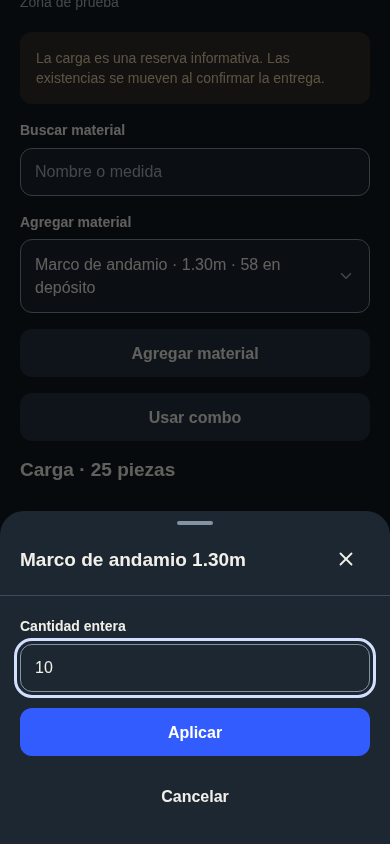 Zona de prueba
La carga es una reserva informativa. Las
existencias se mueven al confirmar la entrega.
Buscar material
Nombre o medida
Agregar material
Marco de andamio · 1.30m · 58 en
depósito
Agregar material
Usar combo
Carga · 25 piezas
Marco de andamio 1.30m
Cantidad entera
10
Aplicar
Cancelar